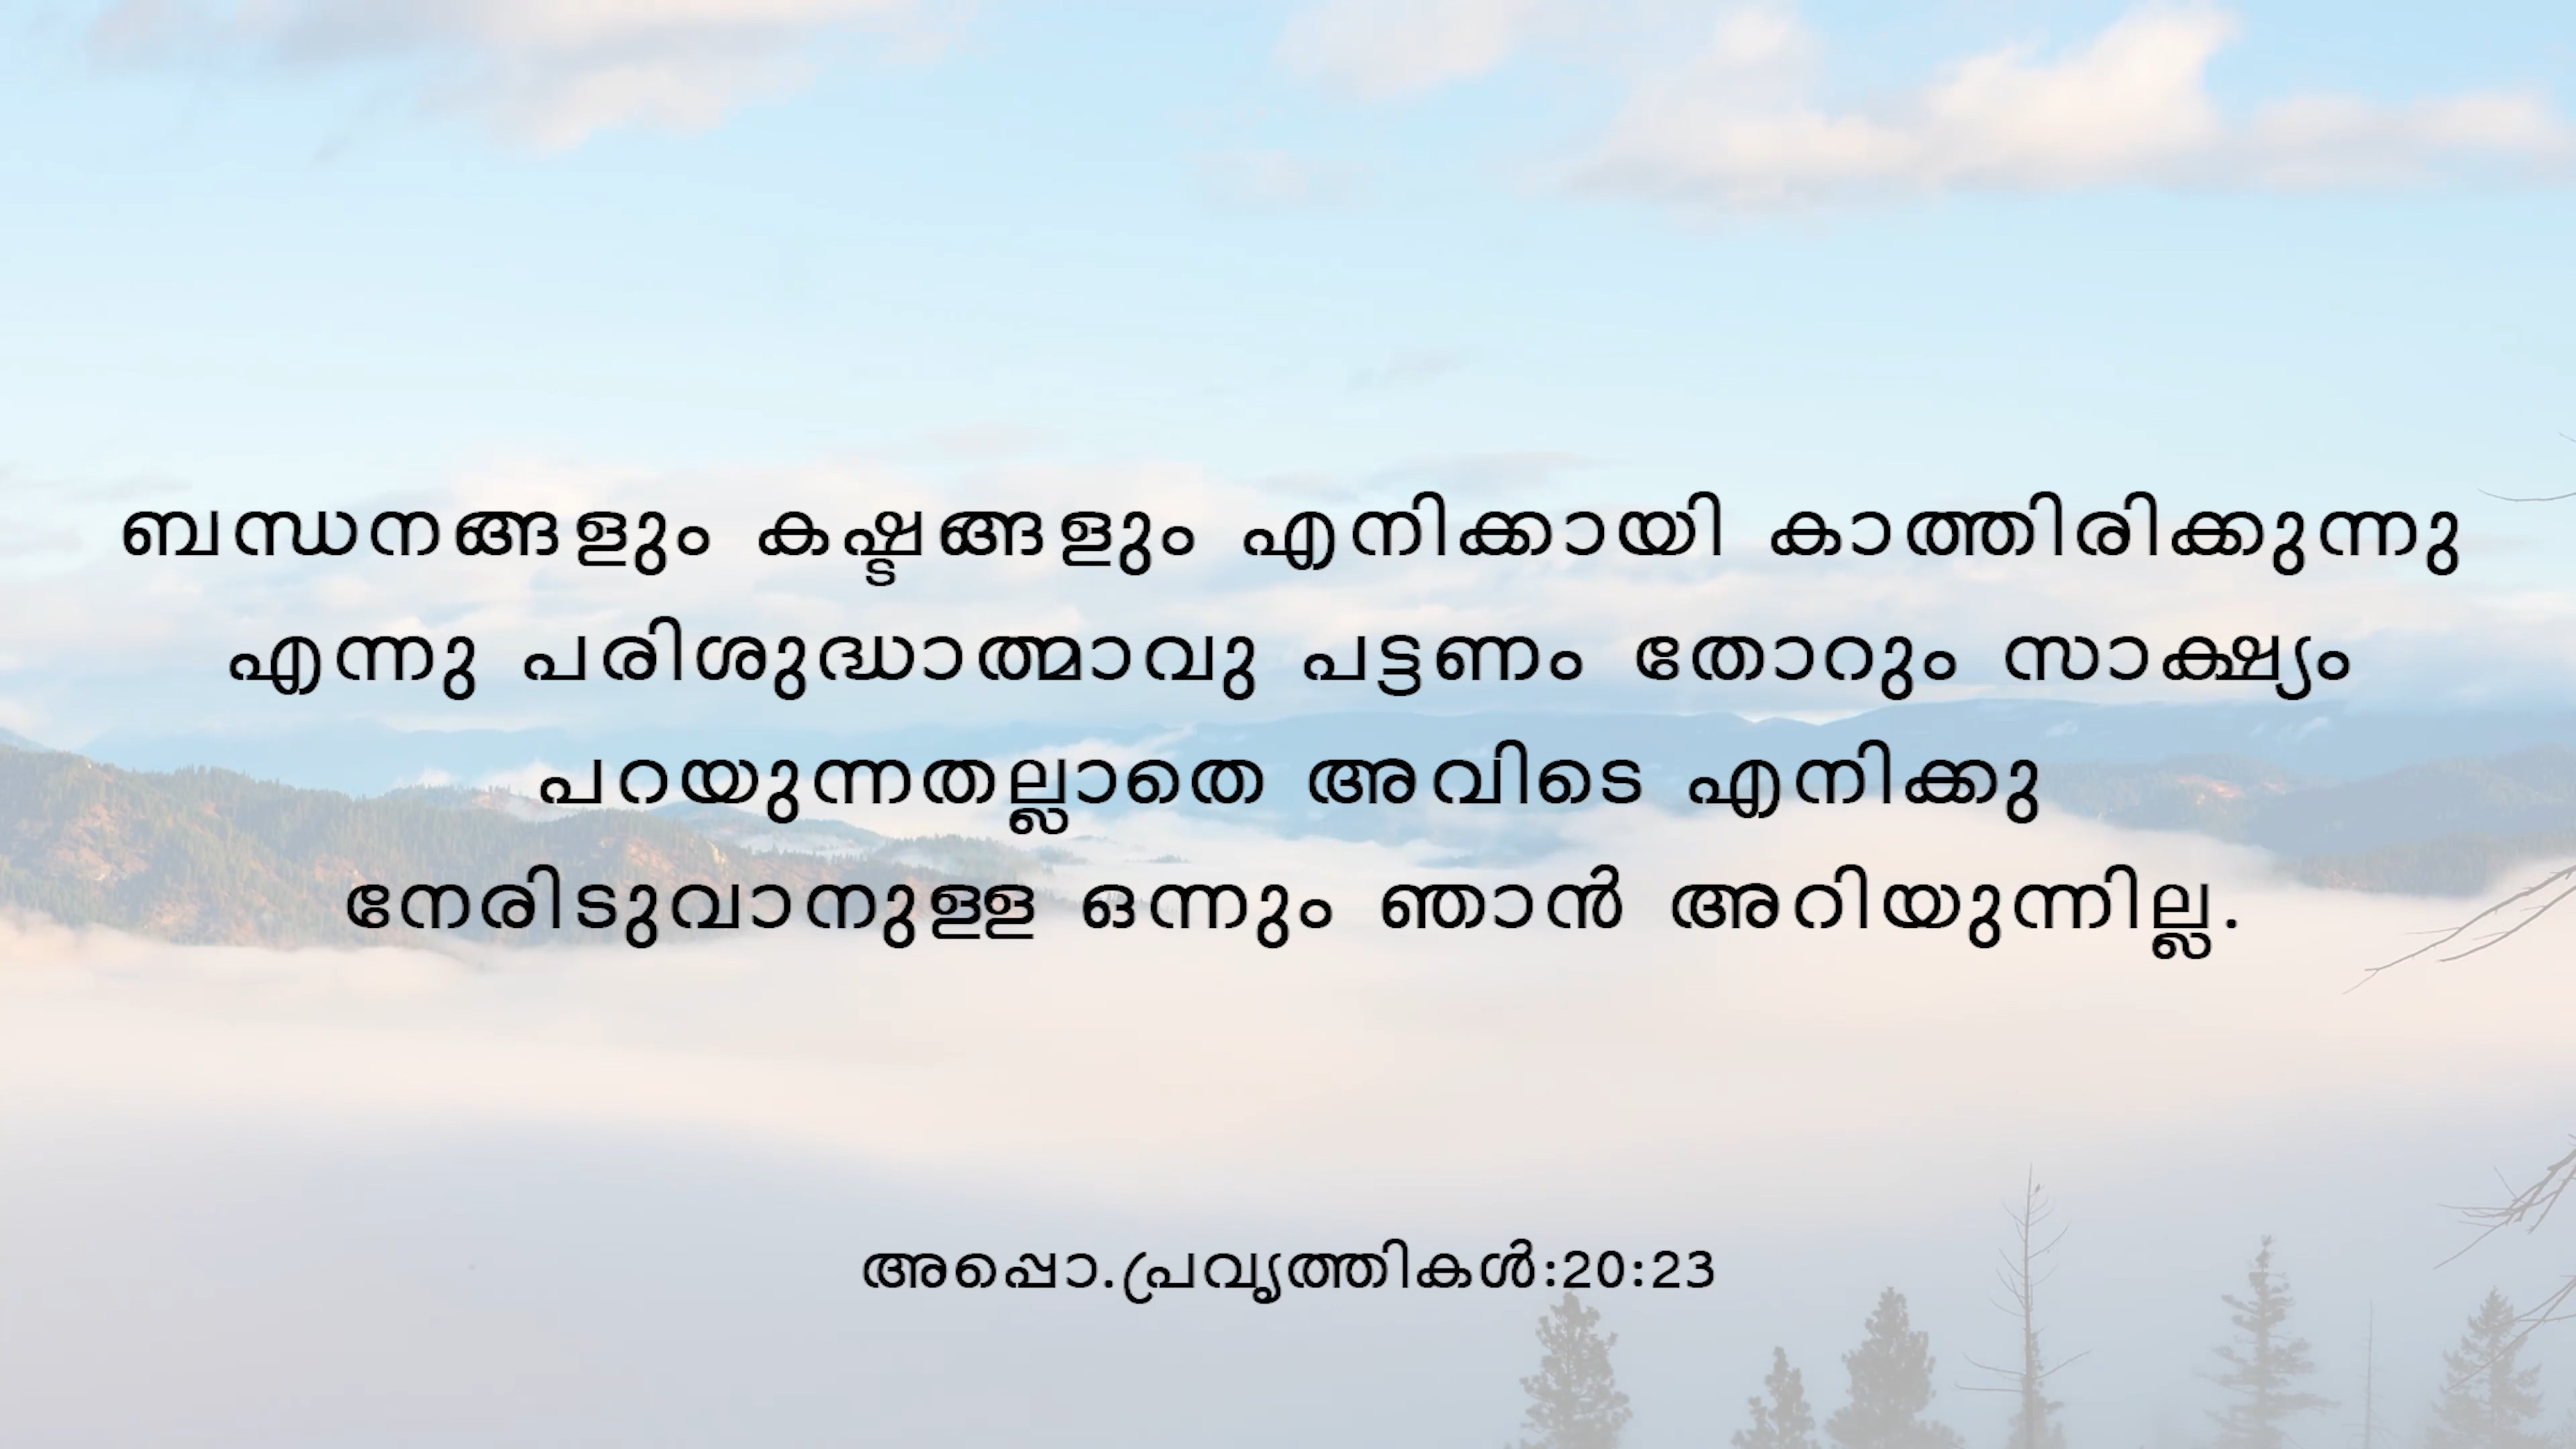 ബന്ധനങ്ങളും കഷ്ടങ്ങളും എനിക്കായി കാത്തിരിക്കുന്നു
എന്നു പരിശുദ്ധാത്മാവു പട്ടണം തോറും സാക്ഷ്യം
പറയുന്നതല്ലാതെ അവിടെ എനിക്കു
നേരിടുവാനുള്ള ഒന്നും ഞാൻ അറിയുന്നില്ല.
അപ്പൊ.പ്രവൃത്തികൾ:20:23